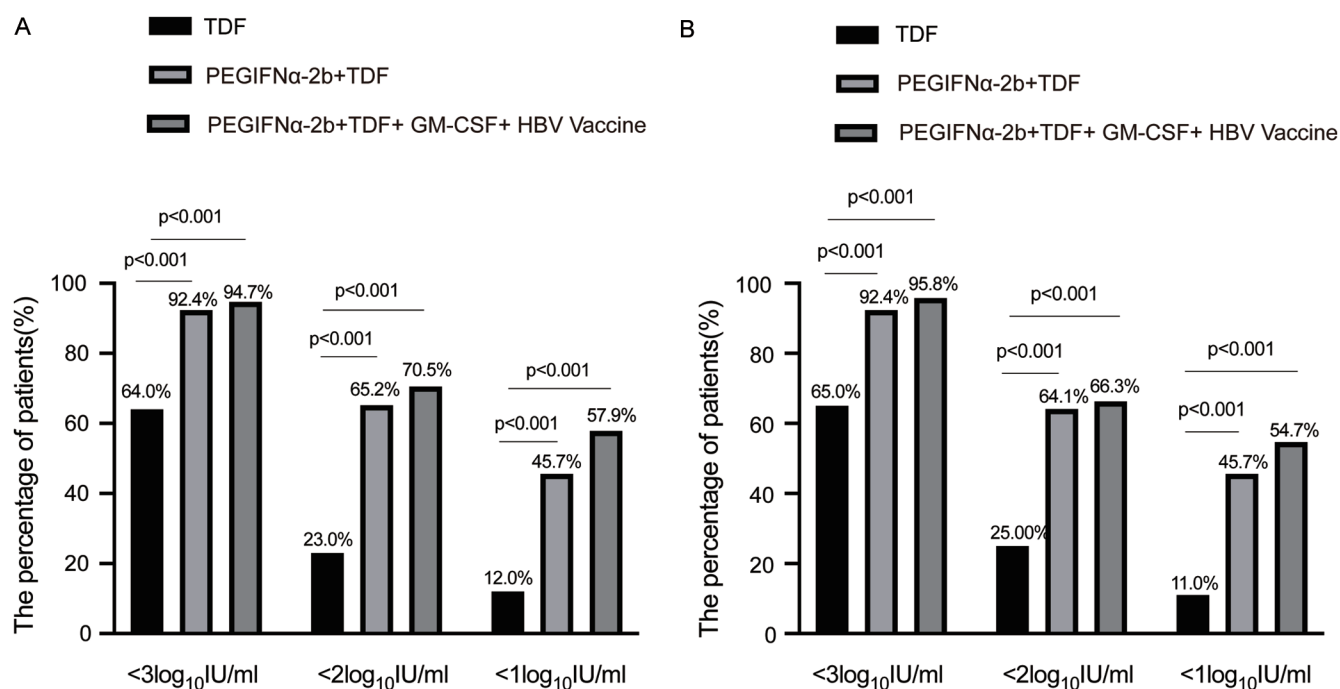 A
TDF
PEGIFNα-2b+TDF
PEGIFNα-2b+TDF+ GM-CSF+ HBV Vaccine
The percentage of patients(%)
100
80
60
40
20
0
p<0.001
p<0.001
64.0%
92.4%
94.7%
p<0.001
p<0.001
23.0%
65.2%
70.5%
p<0.001
p<0.001
12.0%
45.7%
57.9%
<3log₁₀IU/ml
<2log₁₀IU/ml
<1log₁₀IU/ml
B
TDF
PEGIFNα-2b+TDF
PEGIFNα-2b+TDF+ GM-CSF+ HBV Vaccine
The percentage of patients(%)
100
80
60
40
20
0
p<0.001
p<0.001
65.0%
92.4%
95.8%
p<0.001
p<0.001
25.00%
64.1%
66.3%
p<0.001
p<0.001
11.0%
45.7%
54.7%
<3log₁₀IU/ml
<2log₁₀IU/ml
<1log₁₀IU/ml